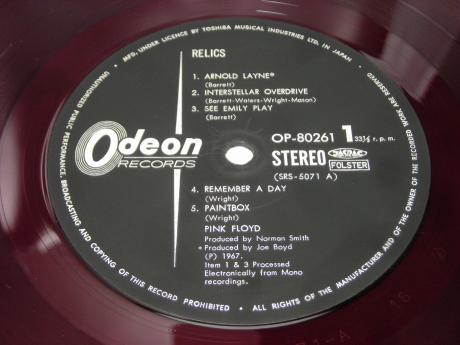 MFD. UNDER LICENCE BY TOSHIBA MUSICAL INDUSTRIES LTD. IN JAPAN
RELICS
1. ARNOLD LAYNE*
(Barrett)
2. INTERSTELLAR OVERDRIVE
(Barrett-Waters-Wright-Mason)
3. SEE EMILY PLAY
(Barrett)
Odeon
RECORDS
OP-80261 1 33⅓ r. p. m.
STEREO
FOLSTER
(SRS-5071 A)
4. REMEMBER A DAY
(Wright)
5. PAINTBOX
(Wright)
PINK FLOYD
Produced by Norman Smith
* Produced by Joe Boyd
(P) 1967.
Item 1 & 3 Processed
Electronically from Mono
recordings.
ALL RIGHTS OF THE MANUFACTURER AND OF THE OWNER OF THE RECORDED WORK ARE RESERVED
UNAUTHORIZED PUBLIC PERFORMANCE, BROADCASTING AND COPYING OF THIS RECORD PROHIBITED